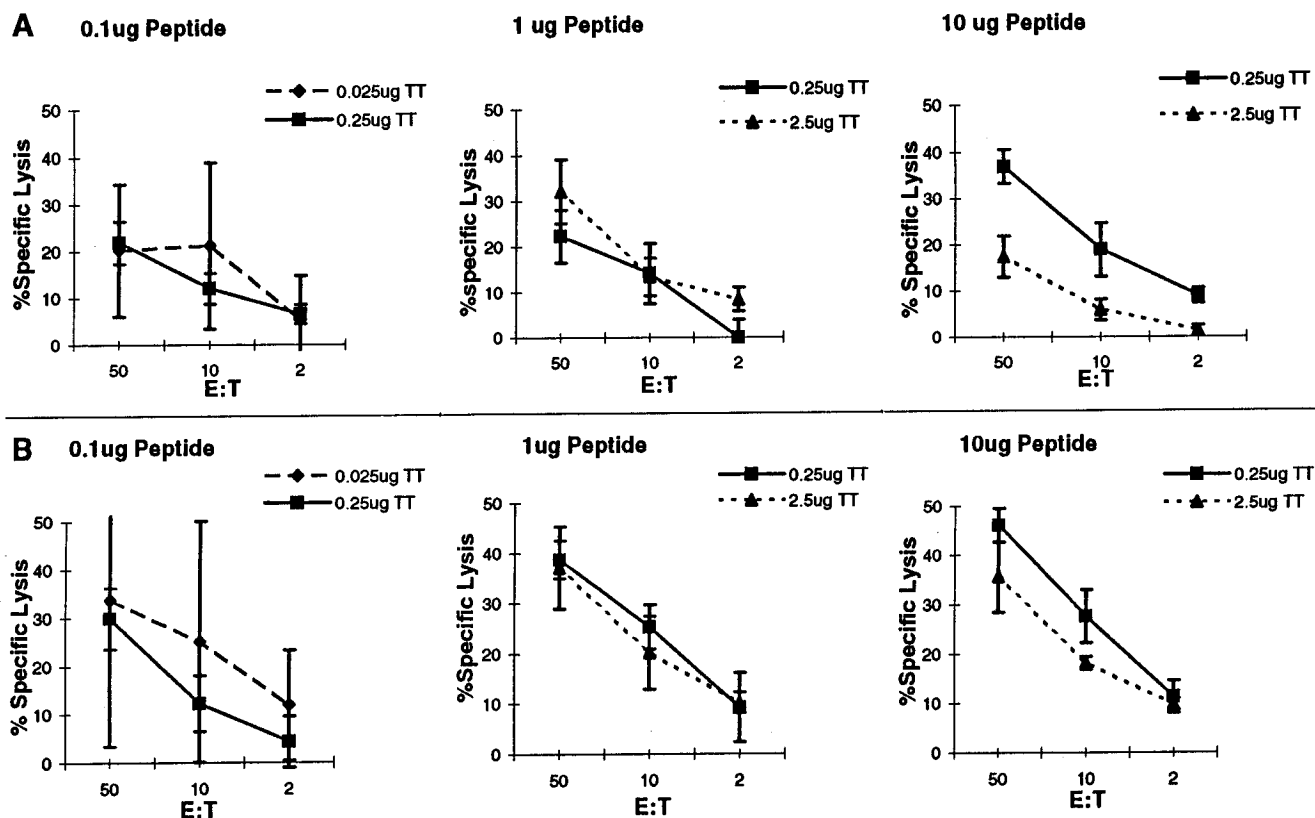 A
0.1ug Peptide
0.025ug TT
0.25ug TT
%Specific Lysis
50
40
30
20
10
0
50 10 2
E:T
1 ug Peptide
0.25ug TT
2.5ug TT
%specific Lysis
50
40
30
20
10
0
50 10 2
E:T
10 ug Peptide
0.25ug TT
2.5ug TT
% Specific Lysis
50
40
30
20
10
0
50 10 2
E:T
B
0.1ug Peptide
0.025ug TT
0.25ug TT
% Specific Lysis
50
40
30
20
10
0
50 10 2
E:T
1ug Peptide
0.25ug TT
2.5ug TT
%Specific Lysis
50
40
30
20
10
0
50 10 2
E:T
10ug Peptide
0.25ug TT
2.5ug TT
%Specific Lysis
50
40
30
20
10
0
50 10 2
E:T